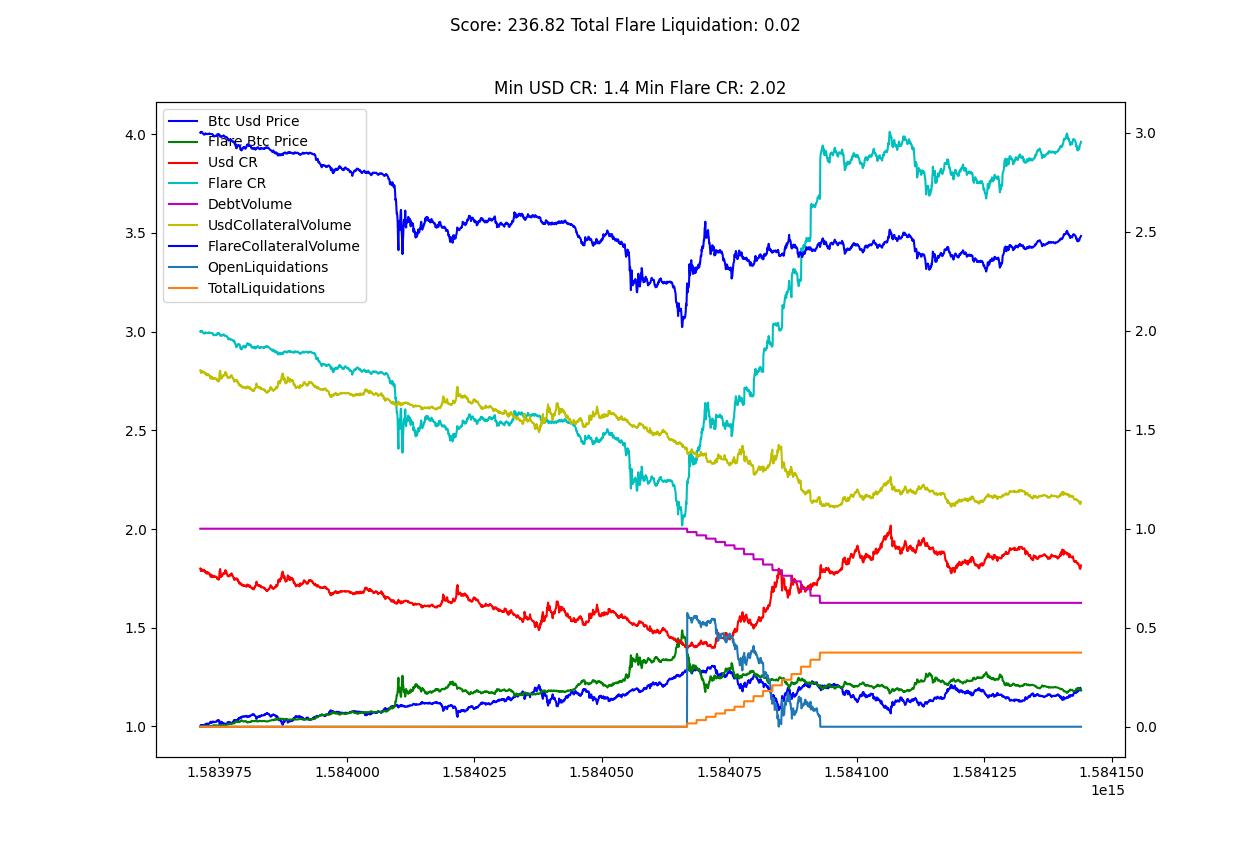 Score: 236.82 Total Flare Liquidation: 0.02
Min USD CR: 1.4 Min Flare CR: 2.02
Btc Usd Price
Flare Btc Price
Usd CR
Flare CR
DebtVolume
UsdCollateralVolume
FlareCollateralVolume
OpenLiquidations
TotalLiquidations
4.0
3.5
3.0
2.5
2.0
1.5
1.0
3.0
2.5
2.0
1.5
1.0
0.5
0.0
1.583975 1.584000 1.584025 1.584050 1.584075 1.584100 1.584125 1.584150
1e15